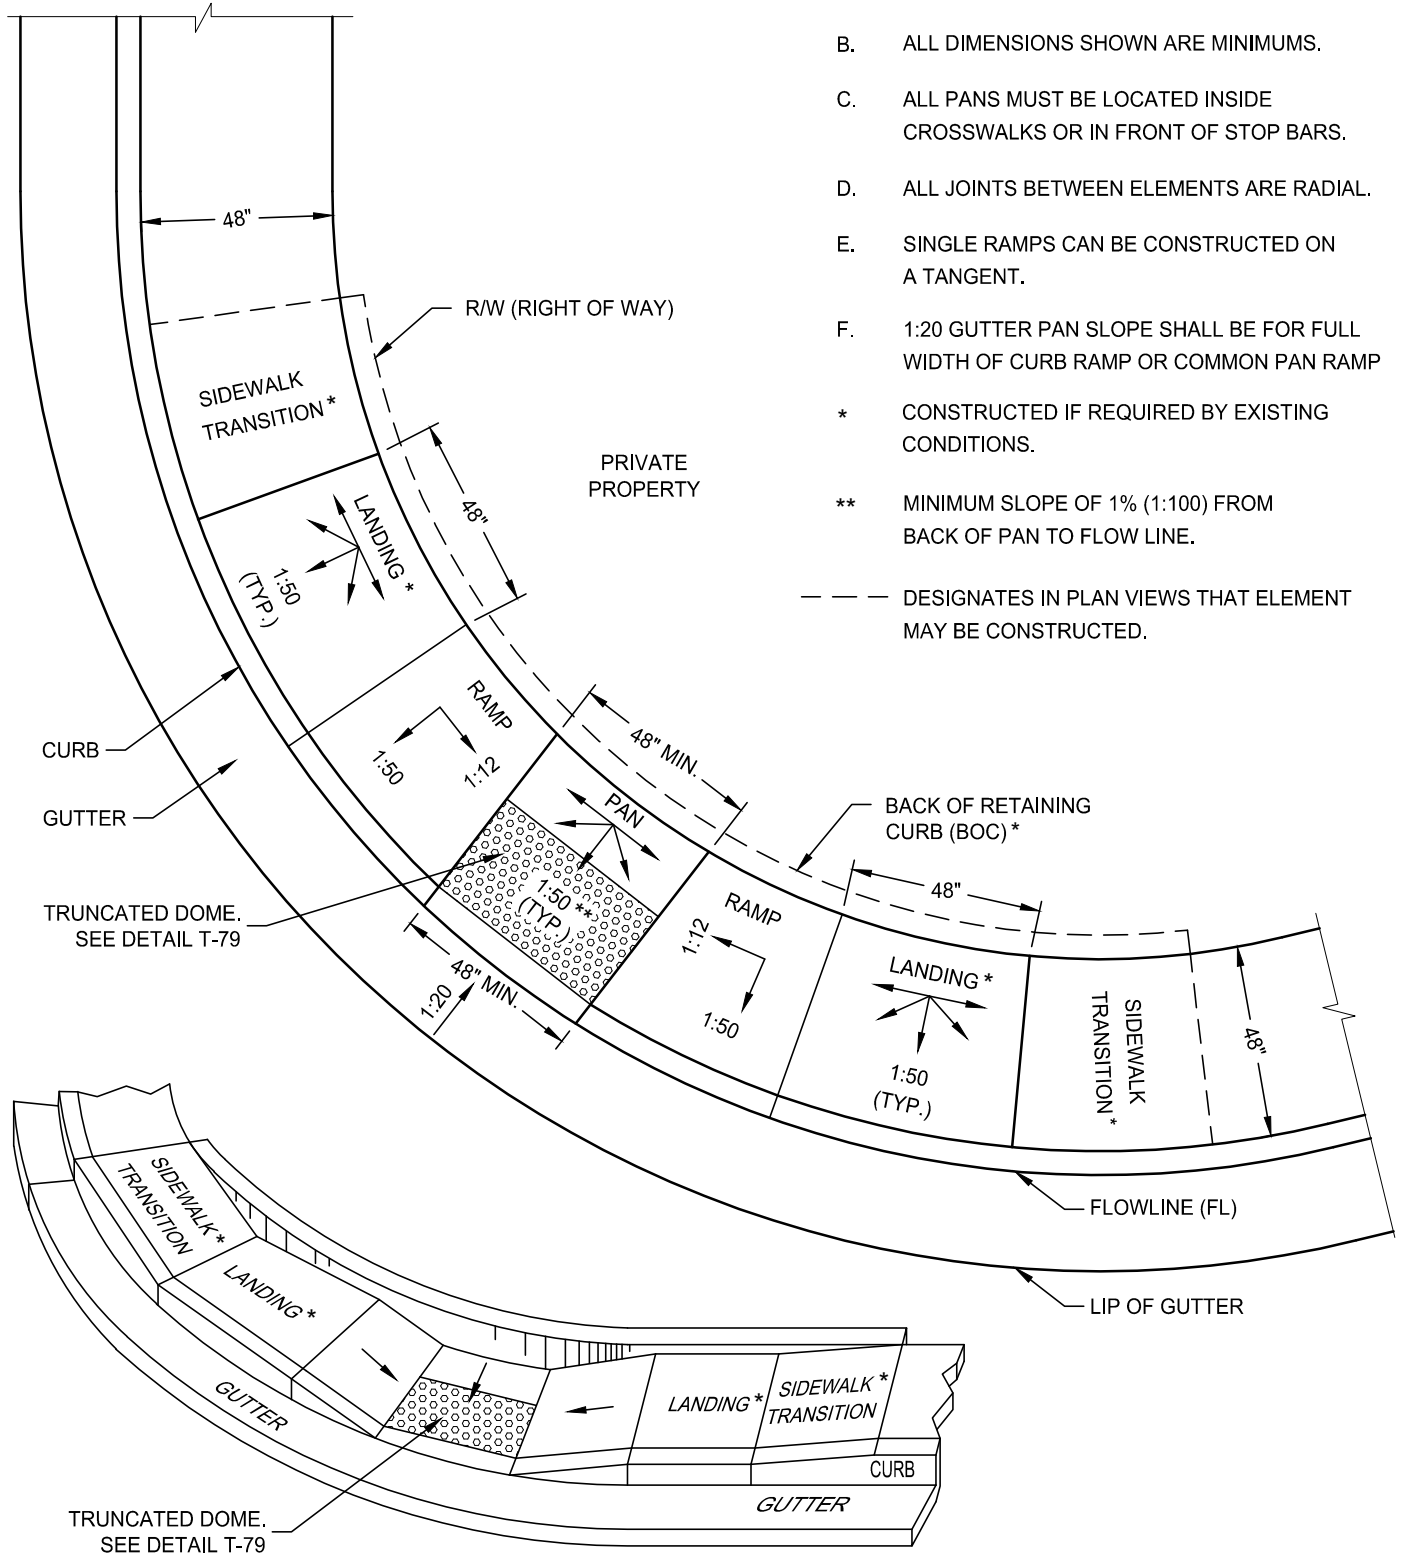 B. ALL DIMENSIONS SHOWN ARE MINIMUMS.
C. ALL PANS MUST BE LOCATED INSIDE
CROSSWALKS OR IN FRONT OF STOP BARS.
D. ALL JOINTS BETWEEN ELEMENTS ARE RADIAL.
E. SINGLE RAMPS CAN BE CONSTRUCTED ON
A TANGENT.
F. 1:20 GUTTER PAN SLOPE SHALL BE FOR FULL
WIDTH OF CURB RAMP OR COMMON PAN RAMP
* CONSTRUCTED IF REQUIRED BY EXISTING
CONDITIONS.
** MINIMUM SLOPE OF 1% (1:100) FROM
BACK OF PAN TO FLOW LINE.
DESIGNATES IN PLAN VIEWS THAT ELEMENT
MAY BE CONSTRUCTED.
48"
R/W (RIGHT OF WAY)
SIDEWALK
TRANSITION *
PRIVATE
PROPERTY
48"
LANDING *
1:50
(TYP.)
RAMP
1:50
1:12
CURB
GUTTER
48" MIN.
PAN
1:50 **
(TYP.)
TRUNCATED DOME.
SEE DETAIL T-79
48" MIN.
1:20
BACK OF RETAINING
CURB (BOC) *
48"
RAMP
1:12
1:50
LANDING *
1:50
(TYP.)
SIDEWALK
TRANSITION *
48"
FLOWLINE (FL)
LIP OF GUTTER
SIDEWALK *
TRANSITION
LANDING *
GUTTER
LANDING *
SIDEWALK *
TRANSITION
CURB
GUTTER
TRUNCATED DOME.
SEE DETAIL T-79